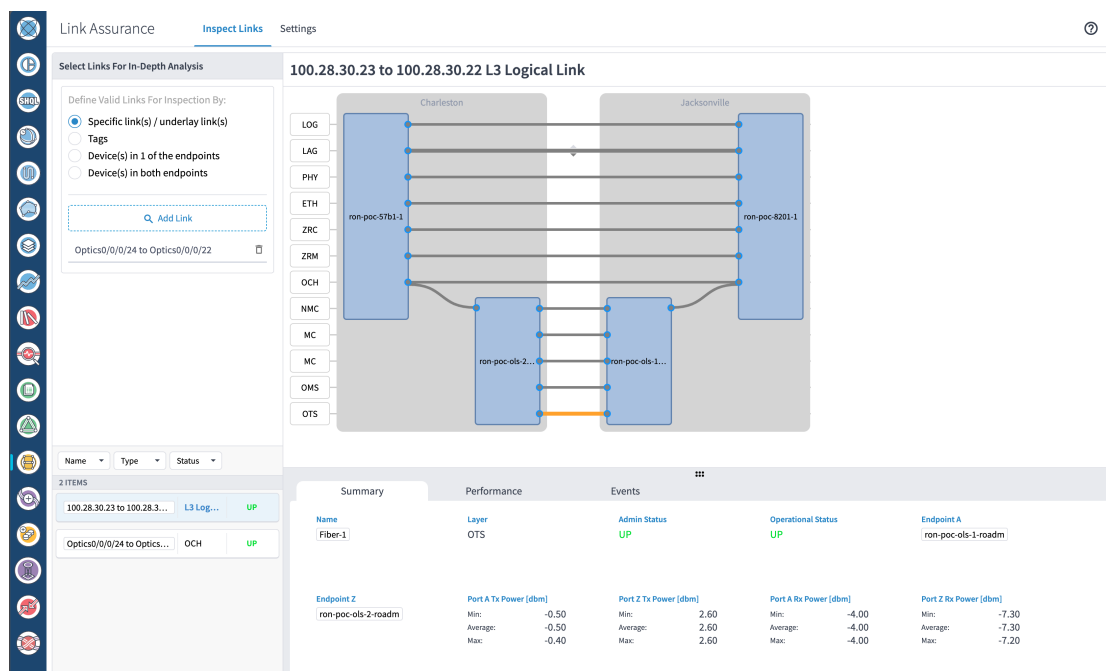 Link Assurance
Inspect Links
Settings
SHQL
Select Links For In-Depth Analysis
Define Valid Links For Inspection By:
Specific link(s) / underlay link(s)
Tags
Device(s) in 1 of the endpoints
Device(s) in both endpoints
Add Link
Optics0/0/0/24 to Optics0/0/0/22
Name
Type
Status
2 ITEMS
100.28.30.23 to 100.28.3...
L3 Log...
UP
Optics0/0/0/24 to Optics...
OCH
UP
100.28.30.23 to 100.28.30.22 L3 Logical Link
Charleston
Jacksonville
LOG
LAG
PHY
ETH
ZRC
ZRM
OCH
NMC
MC
MC
OMS
OTS
ron-poc-57b1-1
ron-poc-8201-1
ron-poc-ols-2...
ron-poc-ols-1...
Summary
Performance
Events
Name
Fiber-1
Layer
OTS
Admin Status
UP
Operational Status
UP
Endpoint A
ron-poc-ols-1-roadm
Endpoint Z
ron-poc-ols-2-roadm
Port A Tx Power [dbm]
Min: -0.50
Average: -0.50
Max: -0.40
Port Z Tx Power [dbm]
Min: 2.60
Average: 2.60
Max: 2.60
Port A Rx Power [dbm]
Min: -4.00
Average: -4.00
Max: -4.00
Port Z Rx Power [dbm]
Min: -7.30
Average: -7.30
Max: -7.20